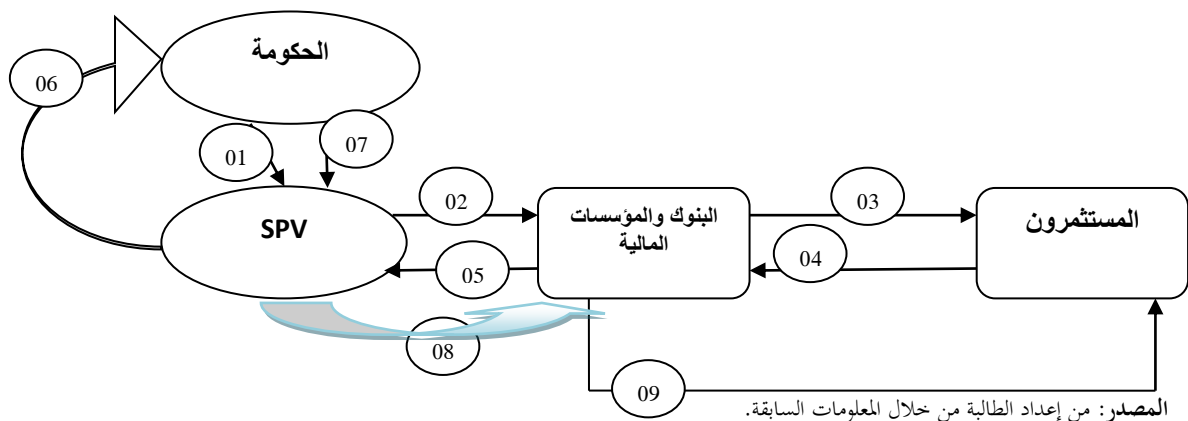 الحكومة
06
01
07
SPV
02
البنوك والمؤسسات
المالية
03
المستثمرون
05
04
08
09
المصدر: من إعداد الطالبة من خلال المعلومات السابقة.